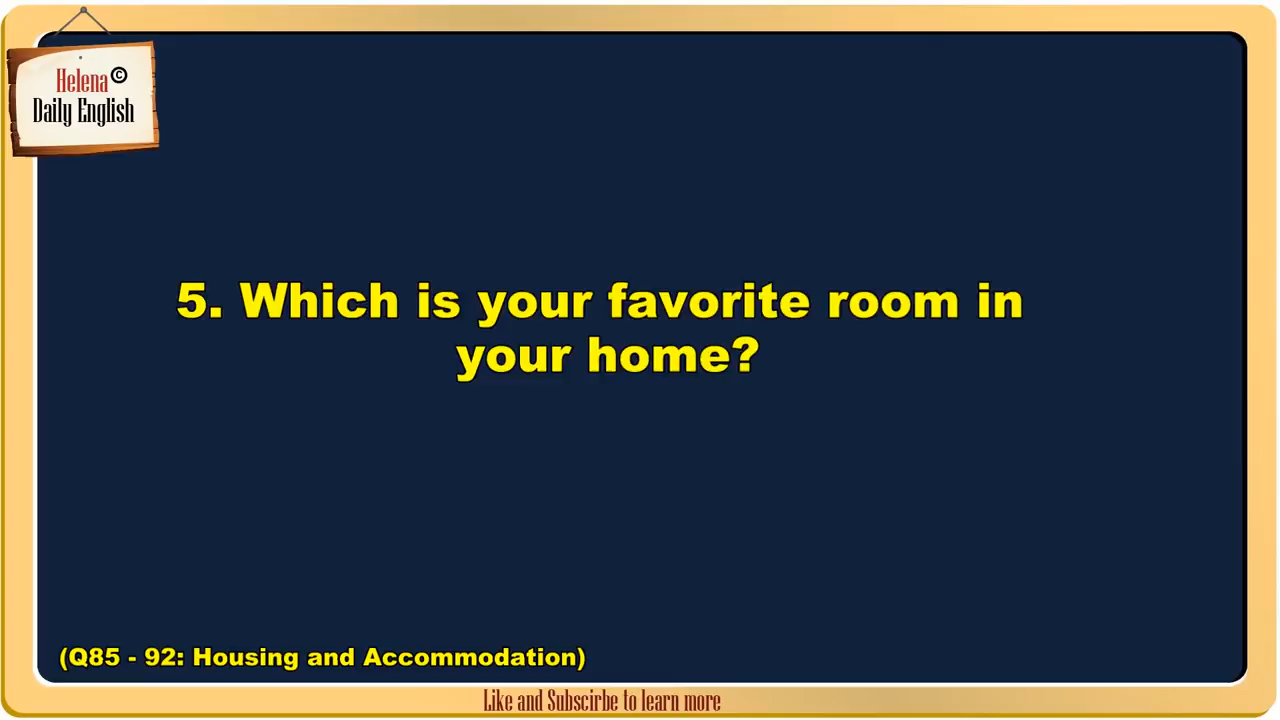 Helena©
Daily English
5. Which is your favorite room in
your home?
(Q85 - 92: Housing and Accommodation)
Like and Subscirbe to learn more